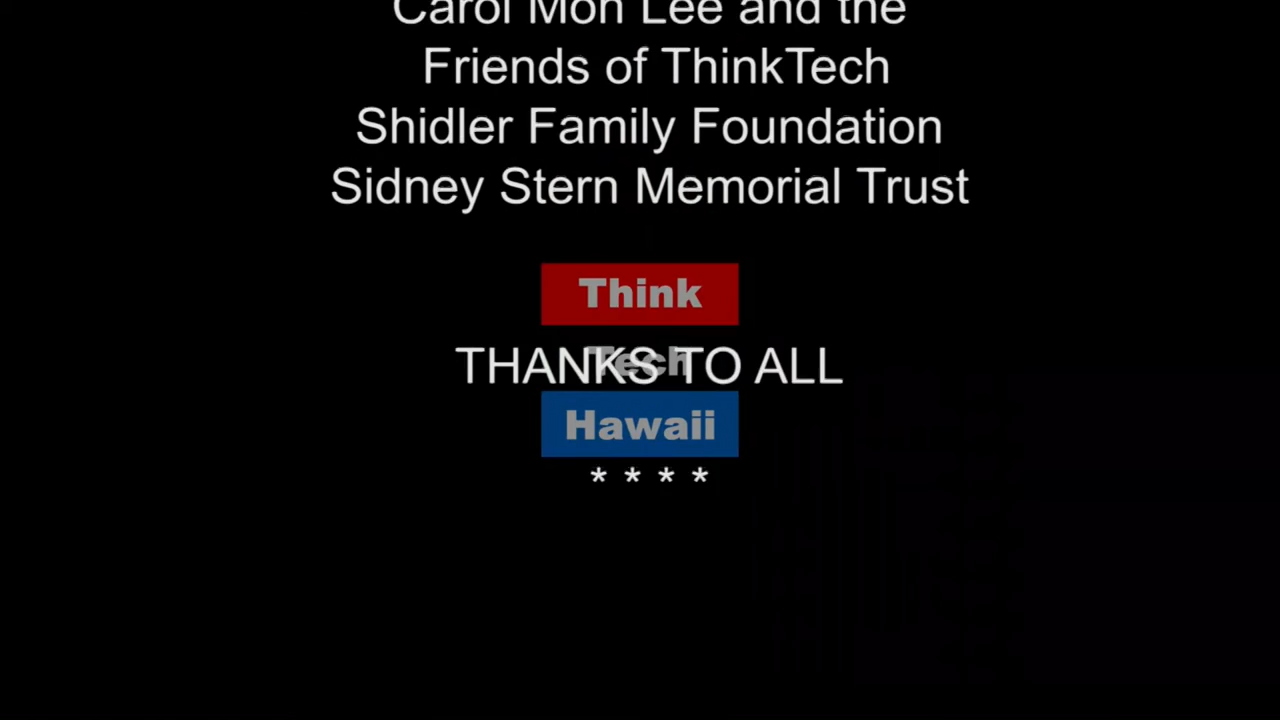 Carol Mon Lee and the
Friends of ThinkTech
Shidler Family Foundation
Sidney Stern Memorial Trust
Think
THANKS TO ALL
Tech
Hawaii
* * * *